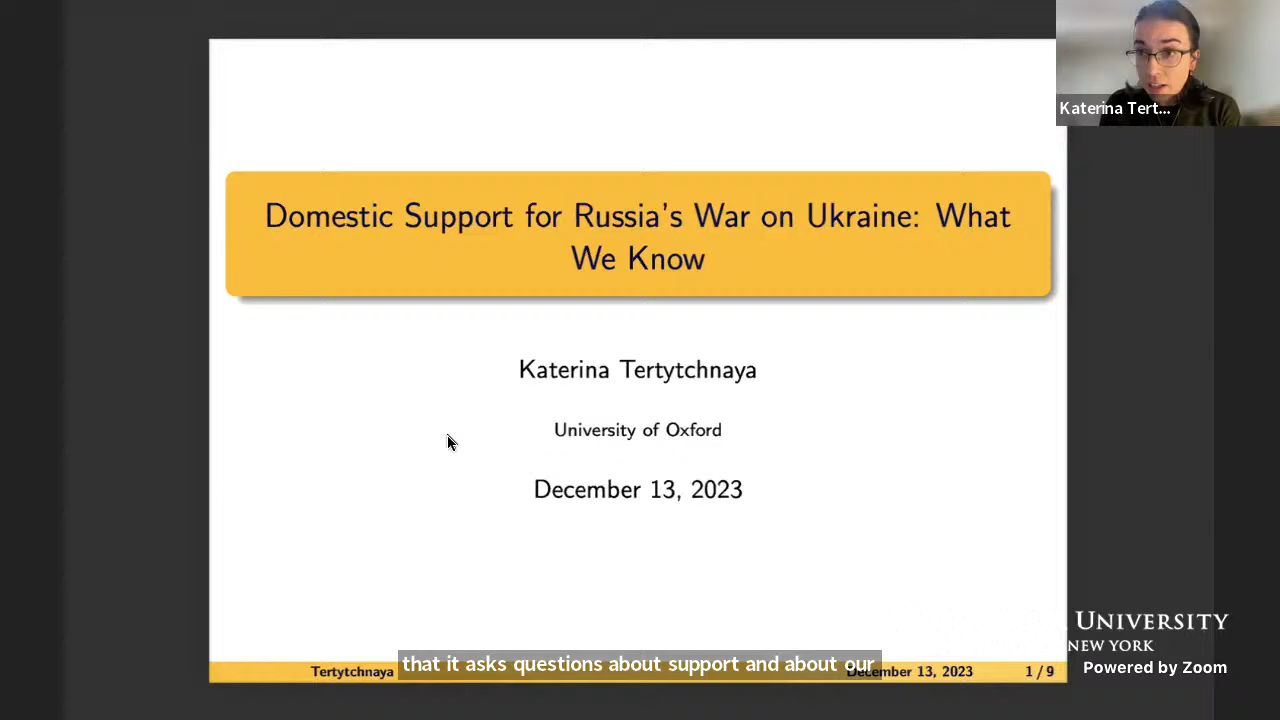 Katerina Tert...
Domestic Support for Russia's War on Ukraine: What
We Know
Katerina Tertytchnaya
University of Oxford
December 13, 2023
UNIVERSITY
NEW YORK
that it asks questions about support and about our
Tertytchnaya
December 13, 2023
1 / 9
Powered by Zoom